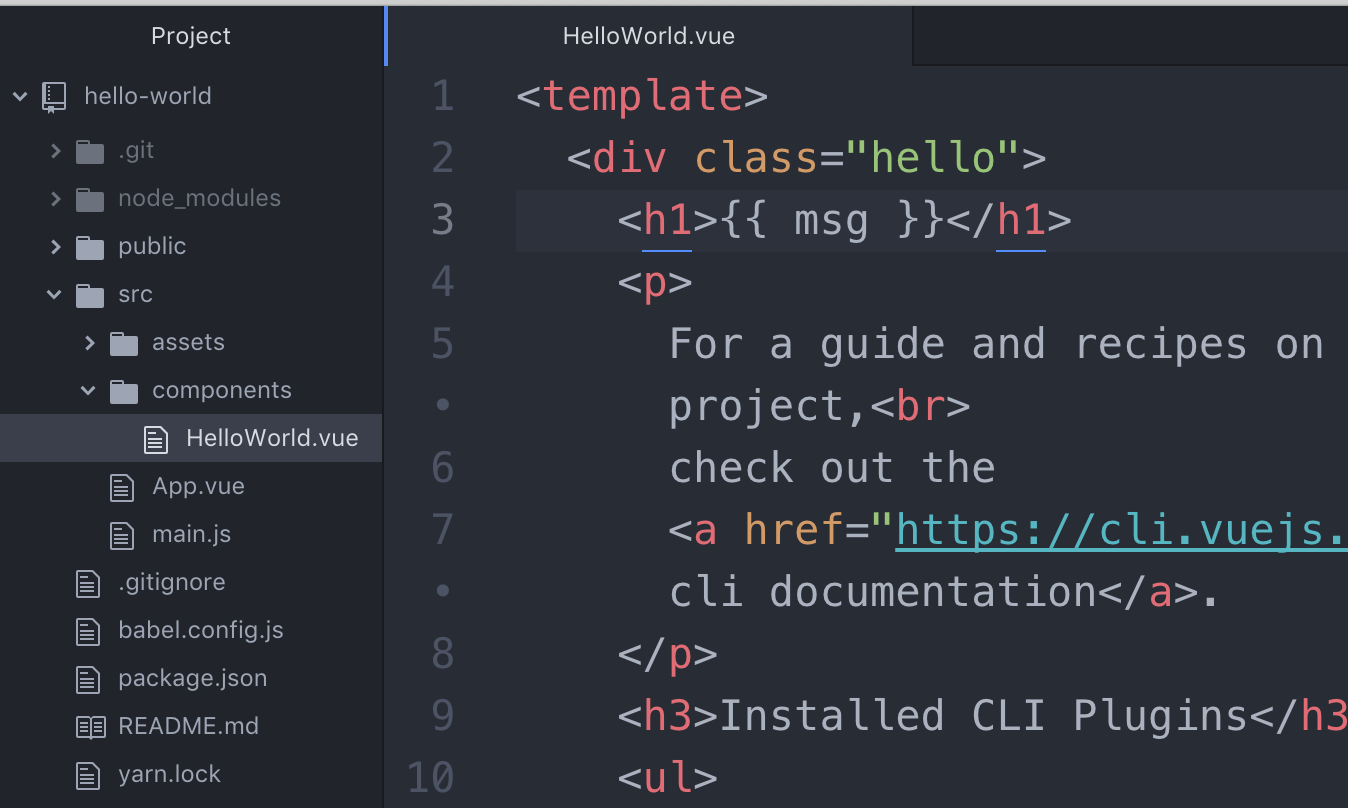 Project
hello-world
.git
node_modules
public
src
assets
components
HelloWorld.vue
App.vue
main.js
.gitignore
babel.config.js
package.json
README.md
yarn.lock
HelloWorld.vue
1 <template>
2   <div class="hello">
3     <h1>{{ msg }}</h1>
4     <p>
5       For a guide and recipes on
•       project,<br>
6       check out the
7       <a href="https://cli.vuejs.
•       cli documentation</a>.
8     </p>
9     <h3>Installed CLI Plugins</h3
10     <ul>